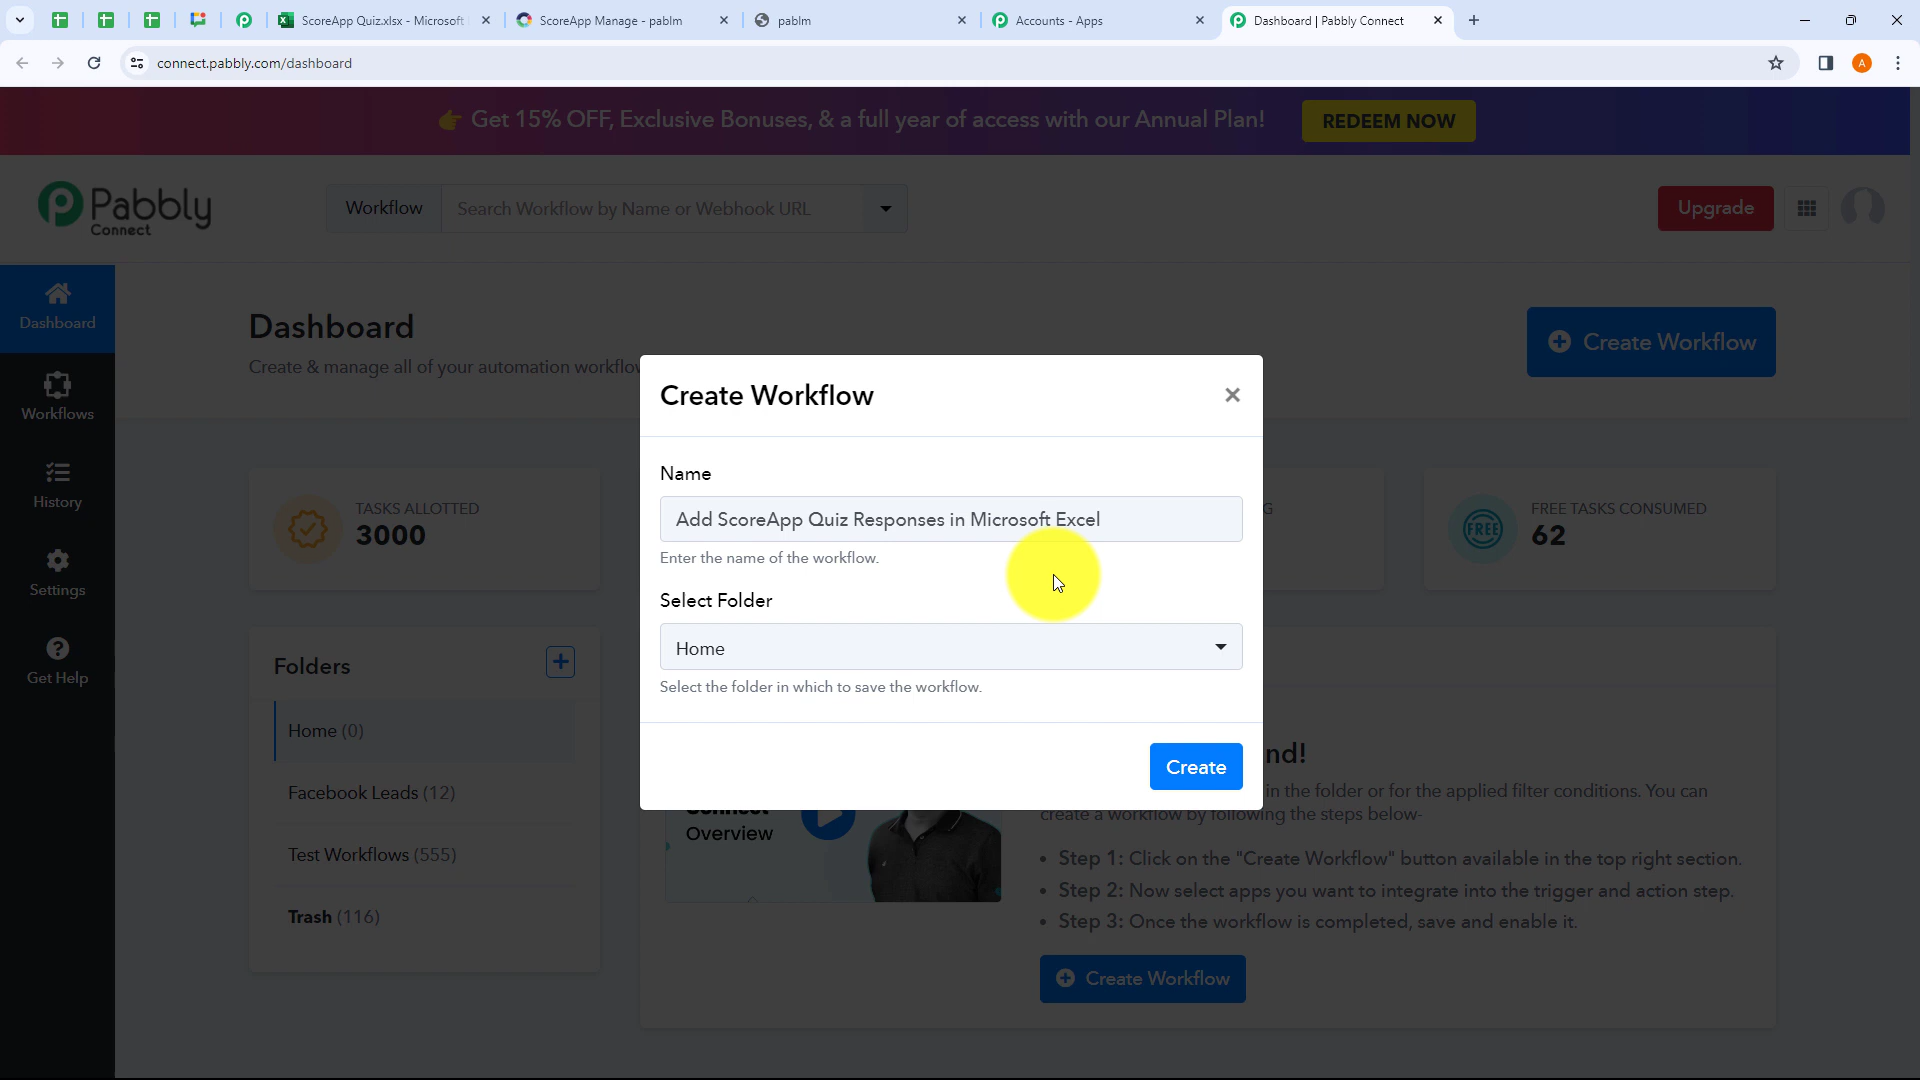 ScoreApp Quiz.xlsx - Microsoft
ScoreApp Manage - pablm
pablm
Accounts - Apps
Dashboard | Pabbly Connect
connect.pabbly.com/dashboard
A
👉 Get 15% OFF, Exclusive Bonuses, & a full year of access with our Annual Plan!
REDEEM NOW
Pabbly
Connect
Workflow
Search Workflow by Name or Webhook URL
Upgrade
Dashboard
Workflows
History
Settings
Get Help
Dashboard
Create & manage all of your automation workflow
Create Workflow
TASKS ALLOTTED
3000
G
FREE
FREE TASKS CONSUMED
62
Folders
Home (0)
Facebook Leads (12)
Test Workflows (555)
Trash (116)
Create Workflow
Name
Add ScoreApp Quiz Responses in Microsoft Excel
Enter the name of the workflow.
Select Folder
Home
Select the folder in which to save the workflow.
Create
Connect
Overview
nd!
in the folder or for the applied filter conditions. You can
create a workflow by following the steps below-
• Step 1: Click on the "Create Workflow" button available in the top right section.
• Step 2: Now select apps you want to integrate into the trigger and action step.
• Step 3: Once the workflow is completed, save and enable it.
Create Workflow